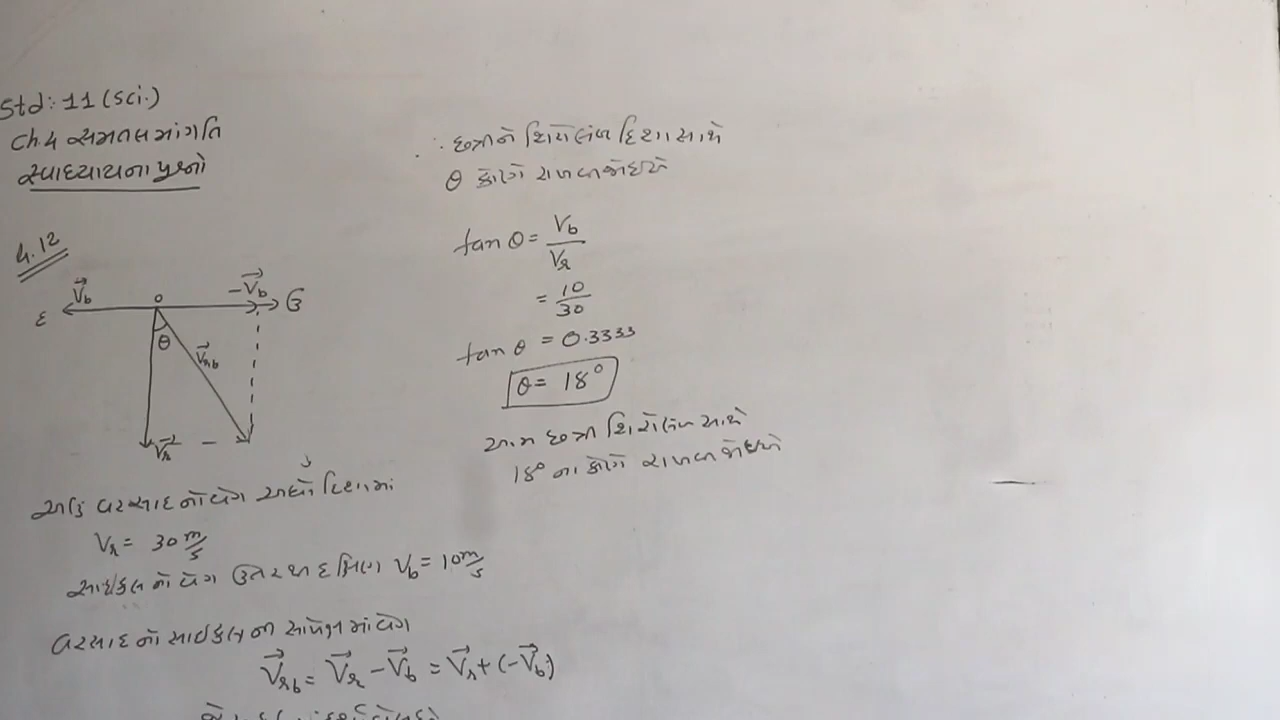 Std: 11 (sci.)
Ch.4 સમતલમાં ગતિ
સ્વાધ્યાયના પ્રશ્નો
4.12
V⃗b
o
-V⃗b
ઉ
દ
θ
V⃗rb
V⃗r
અહિં વરસાદનો વેગ અધો દિશામાં
Vr = 30 m/s
સાઇકલનો વેગ ઉત્તરથી દક્ષિણ Vb = 10 m/s
વરસાદનો સાઇકલની સાપેક્ષમાં વેગ
V⃗rb = V⃗r - V⃗b = V⃗r + (-V⃗b)
∴ છત્રીને શિરોલંબ દિશા સાથે
θ કોણે રાખવી જોઇએ
tan θ = Vb/Vr
= 10/30
tan θ = 0.3333
θ = 18°
આમ છત્રી શિરોલંબ સાથે
18° ના કોણે રાખવી જોઇએ